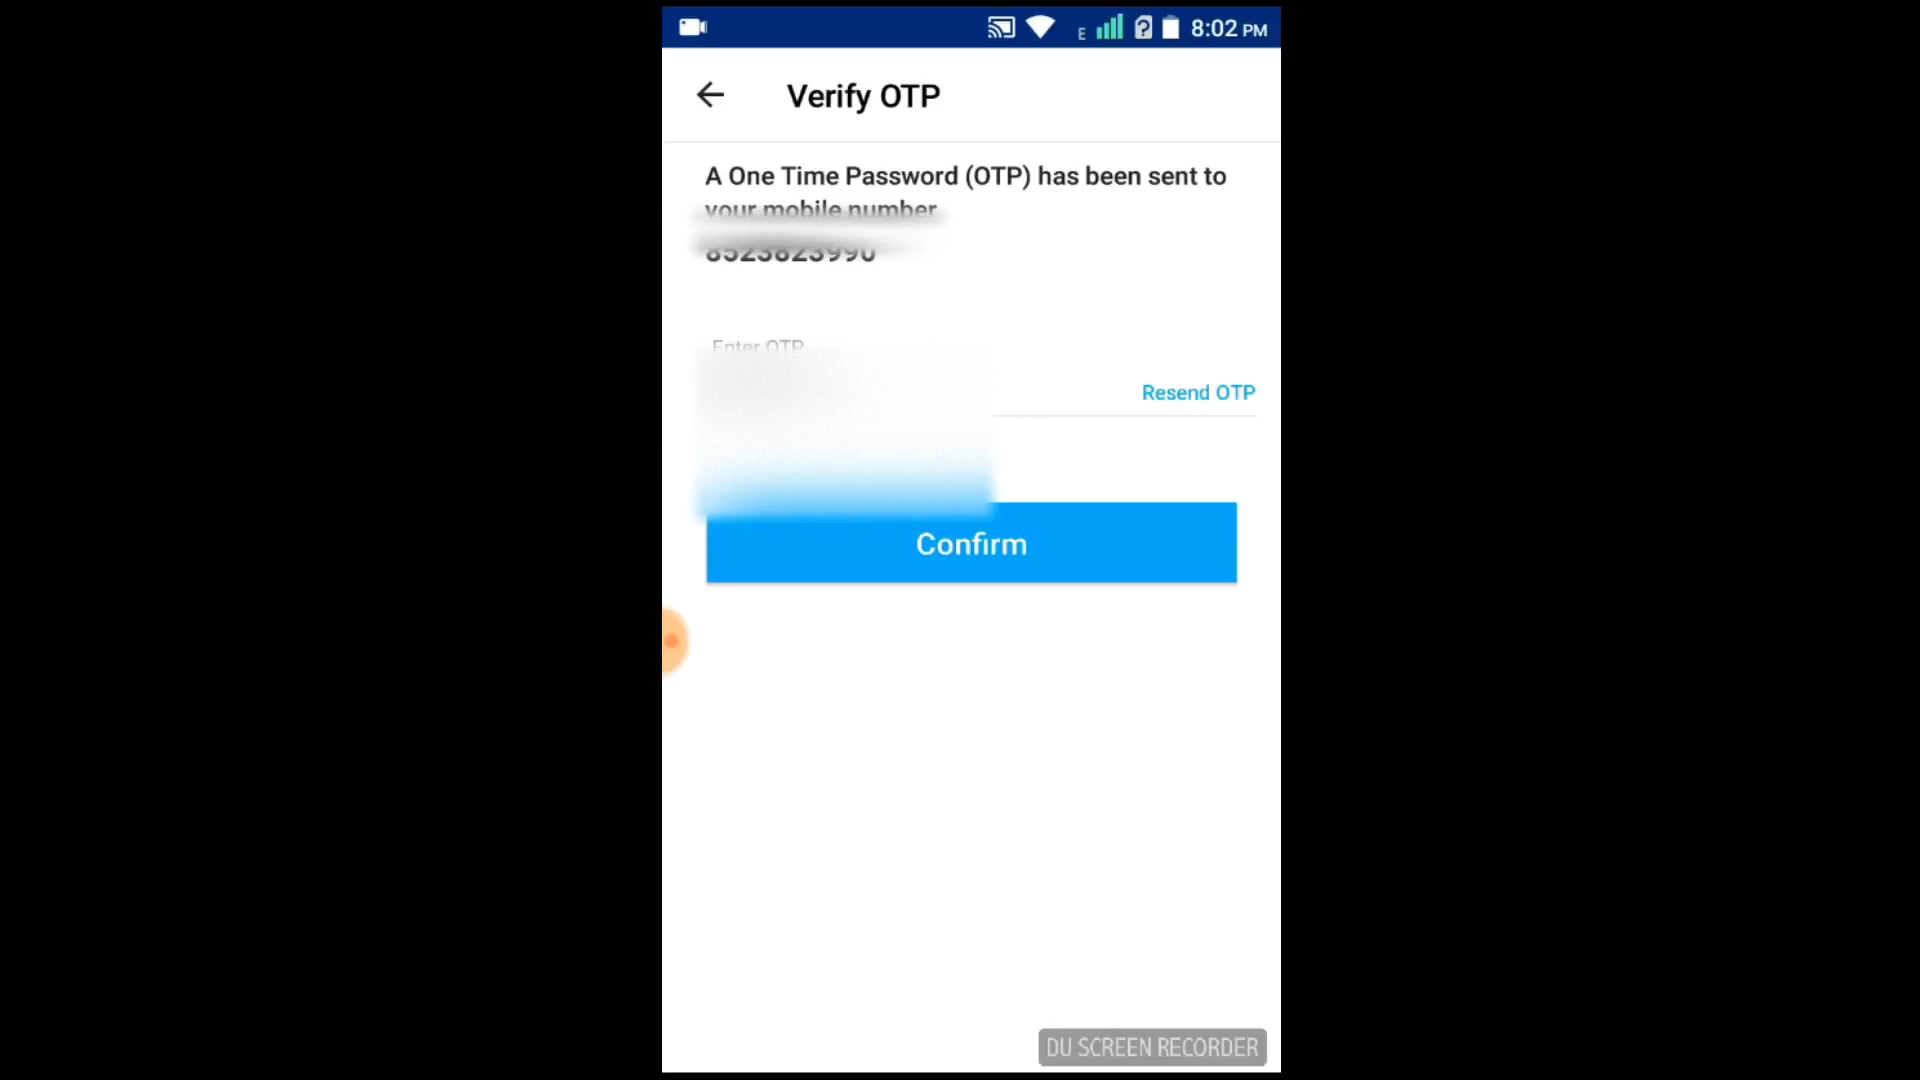 E 8:02 PM
Verify OTP
A One Time Password (OTP) has been sent to
your mobile number
Enter OTP
Resend OTP
Confirm
DU SCREEN RECORDER